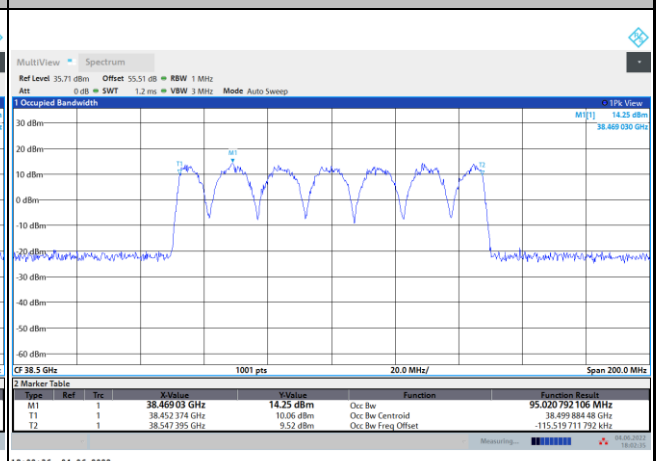 MultiView Spectrum
Ref Level 35.71 dBm Offset 55.51 dB RBW 1 MHz
Att 0 dB SWT 1.2 ms VBW 3 MHz Mode Auto Sweep
1 Occupied Bandwidth 1Pk View
M1[1] 14.25 dBm
38.469 030 GHz
30 dBm
20 dBm
M1
T1 T2
10 dBm
0 dBm
-10 dBm
-20 dBm
-30 dBm
-40 dBm
-50 dBm
-60 dBm
CF 38.5 GHz 1001 pts 20.0 MHz/ Span 200.0 MHz
2 Marker Table
Type Ref Trc X-Value Y-Value Function Function Result
M1 1 38.46903 GHz 14.25 dBm Occ Bw 95.020 792 106 MHz
T1 1 38.452 374 GHz 10.06 dBm Occ Bw Centroid 38.499 884 48 GHz
T2 1 38.547 395 GHz 9.52 dBm Occ Bw Freq Offset -115.519 711 792 kHz
Measuring... 04.06.2022